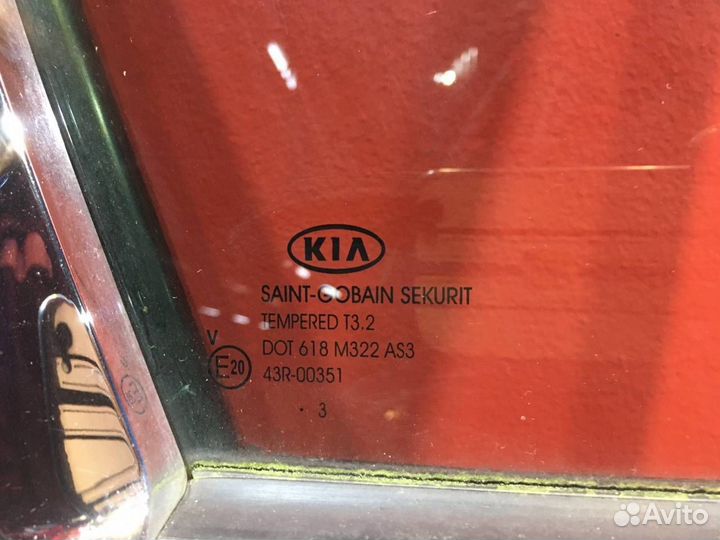 KIA
SAINT-GOBAIN SEKURIT
TEMPERED T3.2
DOT 618 M322 AS3
43R-00351
V
E20
· 3
Avito